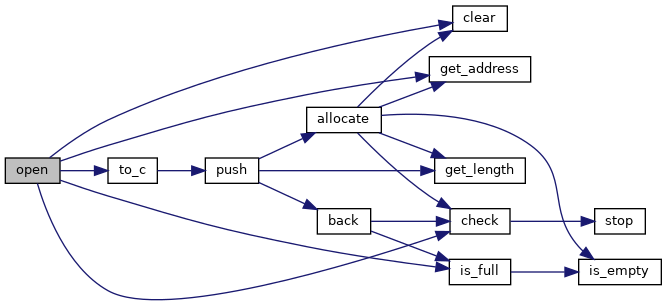 open
to_c
push
allocate
back
clear
get_address
get_length
check
is_full
stop
is_empty